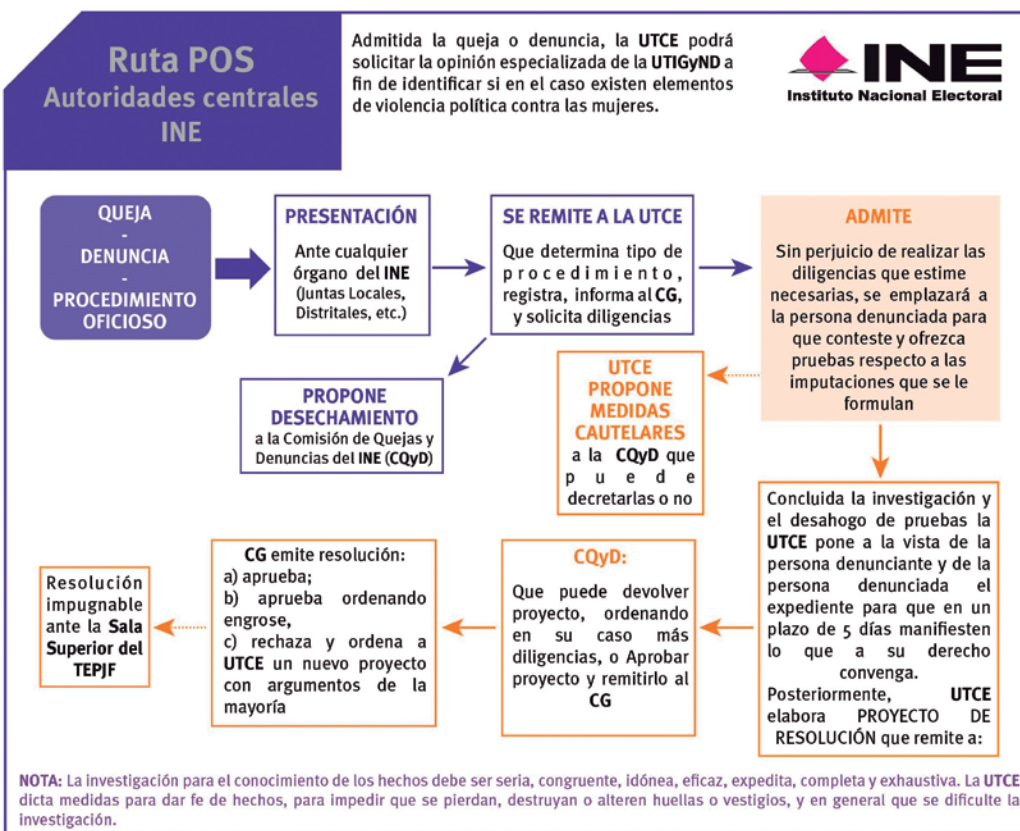 Ruta POS
Autoridades centrales
INE
Admitida la queja o denuncia, la UTCE podrá
solicitar la opinión especializada de la UTIGyND a
fin de identificar si en el caso existen elementos
de violencia política contra las mujeres.
INE
Instituto Nacional Electoral
QUEJA
-
DENUNCIA
-
PROCEDIMIENTO
OFICIOSO
PRESENTACIÓN
Ante cualquier
órgano del INE
(Juntas Locales,
Distritales, etc.)
SE REMITE A LA UTCE
Que determina tipo de
procedimiento,
registra, informa al CG,
y solicita diligencias
ADMITE
Sin perjuicio de realizar las
diligencias que estime
necesarias, se emplazará a
la persona denunciada para
que conteste y ofrezca
pruebas respecto a las
imputaciones que se le
formulan
PROPONE
DESECHAMIENTO
a la Comisión de Quejas y
Denuncias del INE (CQyD)
UTCE
PROPONE
MEDIDAS
CAUTELARES
a la CQyD que
puede
decretarlas o no
Concluida la investigación y
el desahogo de pruebas la
UTCE pone a la vista de la
persona denunciante y de la
persona denunciada el
expediente para que en un
plazo de 5 días manifiesten
lo que a su derecho
convenga.
Posteriormente, UTCE
elabora PROYECTO DE
RESOLUCIÓN que remite a:
CQyD:
Que puede devolver
proyecto, ordenando
en su caso más
diligencias, o Aprobar
proyecto y remitirlo al
CG
CG emite resolución:
a) aprueba;
b) aprueba ordenando
engrose,
c) rechaza y ordena a
UTCE un nuevo proyecto
con argumentos de la
mayoría
Resolución
impugnable
ante la Sala
Superior del
TEPJF
NOTA: La investigación para el conocimiento de los hechos debe ser seria, congruente, idónea, eficaz, expedita, completa y exhaustiva. La UTCE
dicta medidas para dar fe de hechos, para impedir que se pierdan, destruyan o alteren huellas o vestigios, y en general que se dificulte la
investigación.